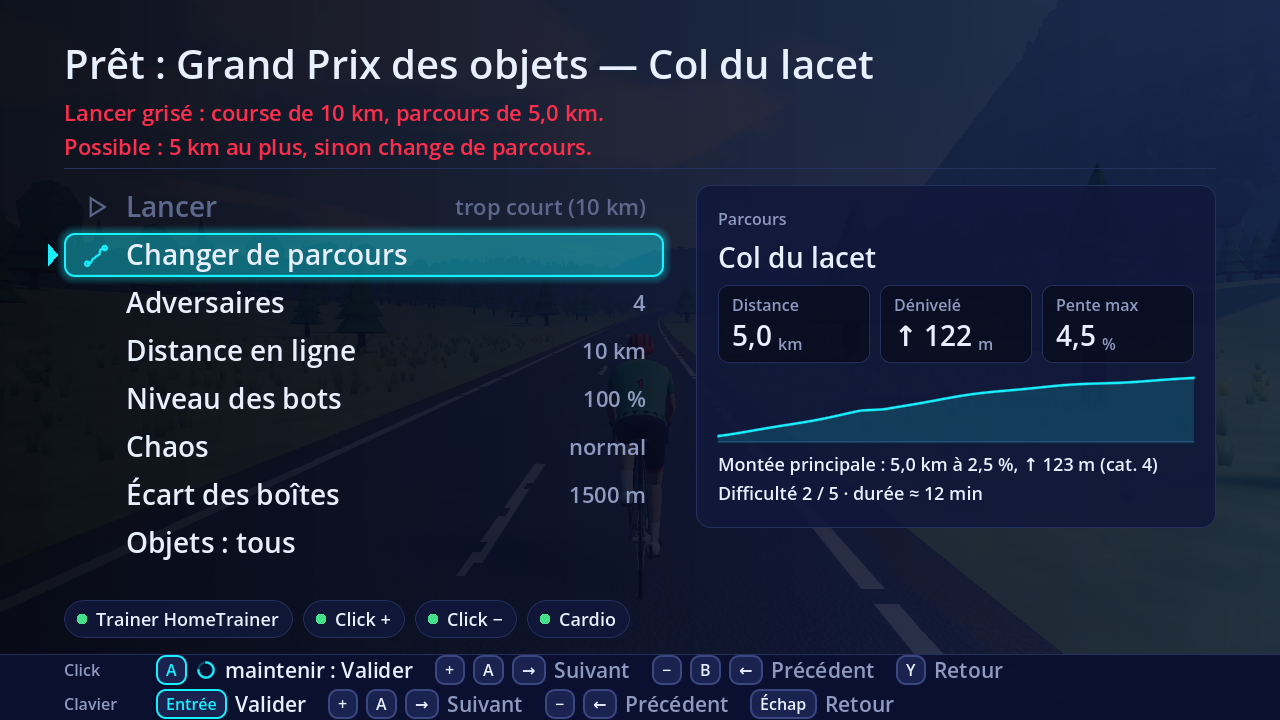 Prêt : Grand Prix des objets — Col du lacet
Lancer grisé : course de 10 km, parcours de 5,0 km.
Possible : 5 km au plus, sinon change de parcours.
Lancer trop court (10 km)
Changer de parcours
Adversaires 4
Distance en ligne 10 km
Niveau des bots 100 %
Chaos normal
Écart des boîtes 1500 m
Objets : tous
Parcours
Col du lacet
Distance Dénivelé Pente max
5,0 km ↑ 122 m 4,5 %
Montée principale : 5,0 km à 2,5 %, ↑ 123 m (cat. 4)
Difficulté 2 / 5 · durée ≈ 12 min
Trainer HomeTrainer Click + Click − Cardio
Click A maintenir : Valider + A → Suivant − B ← Précédent Y Retour
Clavier Entrée Valider + A → Suivant − ← Précédent Échap Retour